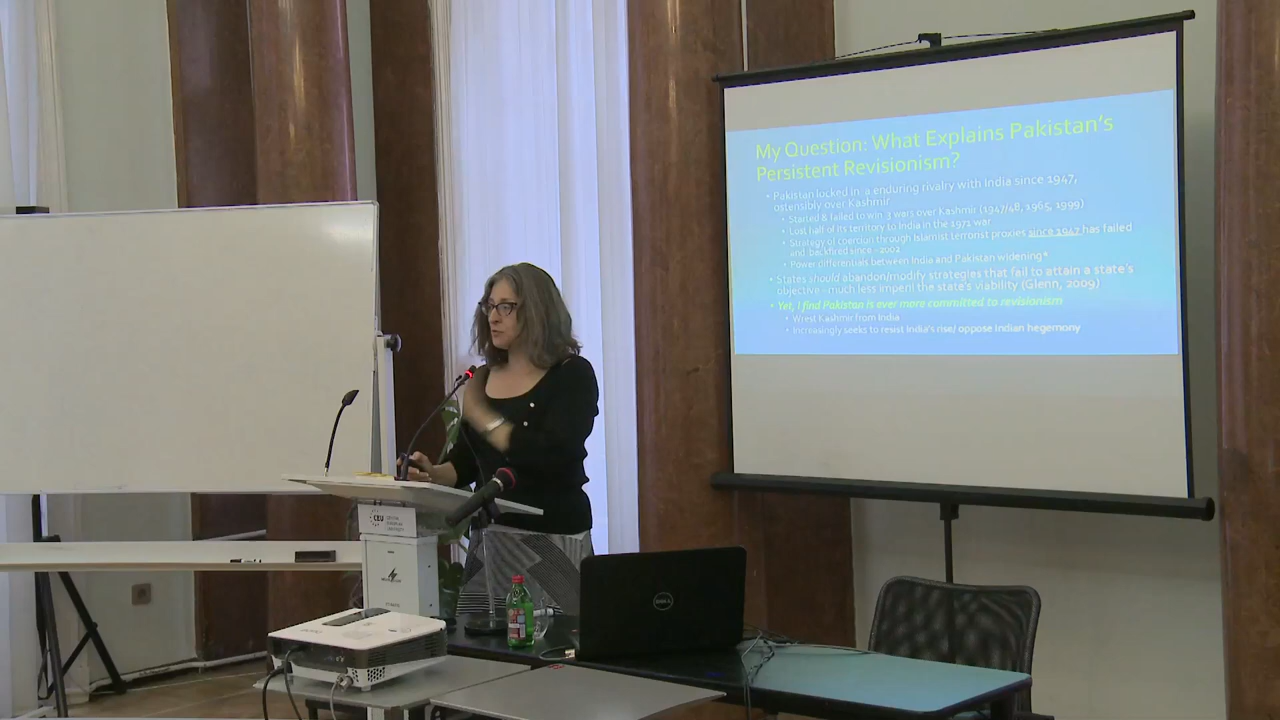 My Question: What Explains Pakistan's
Persistent Revisionism?
• Pakistan locked in a enduring rivalry with India since 1947,
ostensibly over Kashmir
• Started & failed to win 3 wars over Kashmir (1947/48, 1965, 1999)
• Lost half of its territory to India in the 1971 war
• Strategy of coercion through Islamist terrorist proxies since 1947 has failed
and backfired since ~2002
• Power differentials between India and Pakistan widening*
• States should abandon/modify strategies that fail to attain a state's
objective—much less imperil the state's viability (Glenn, 2009)
• Yet, I find Pakistan is ever more committed to revisionism
• Wrest Kashmir from India
• Increasingly seeks to resist India's rise/ oppose Indian hegemony
CEU
DELL